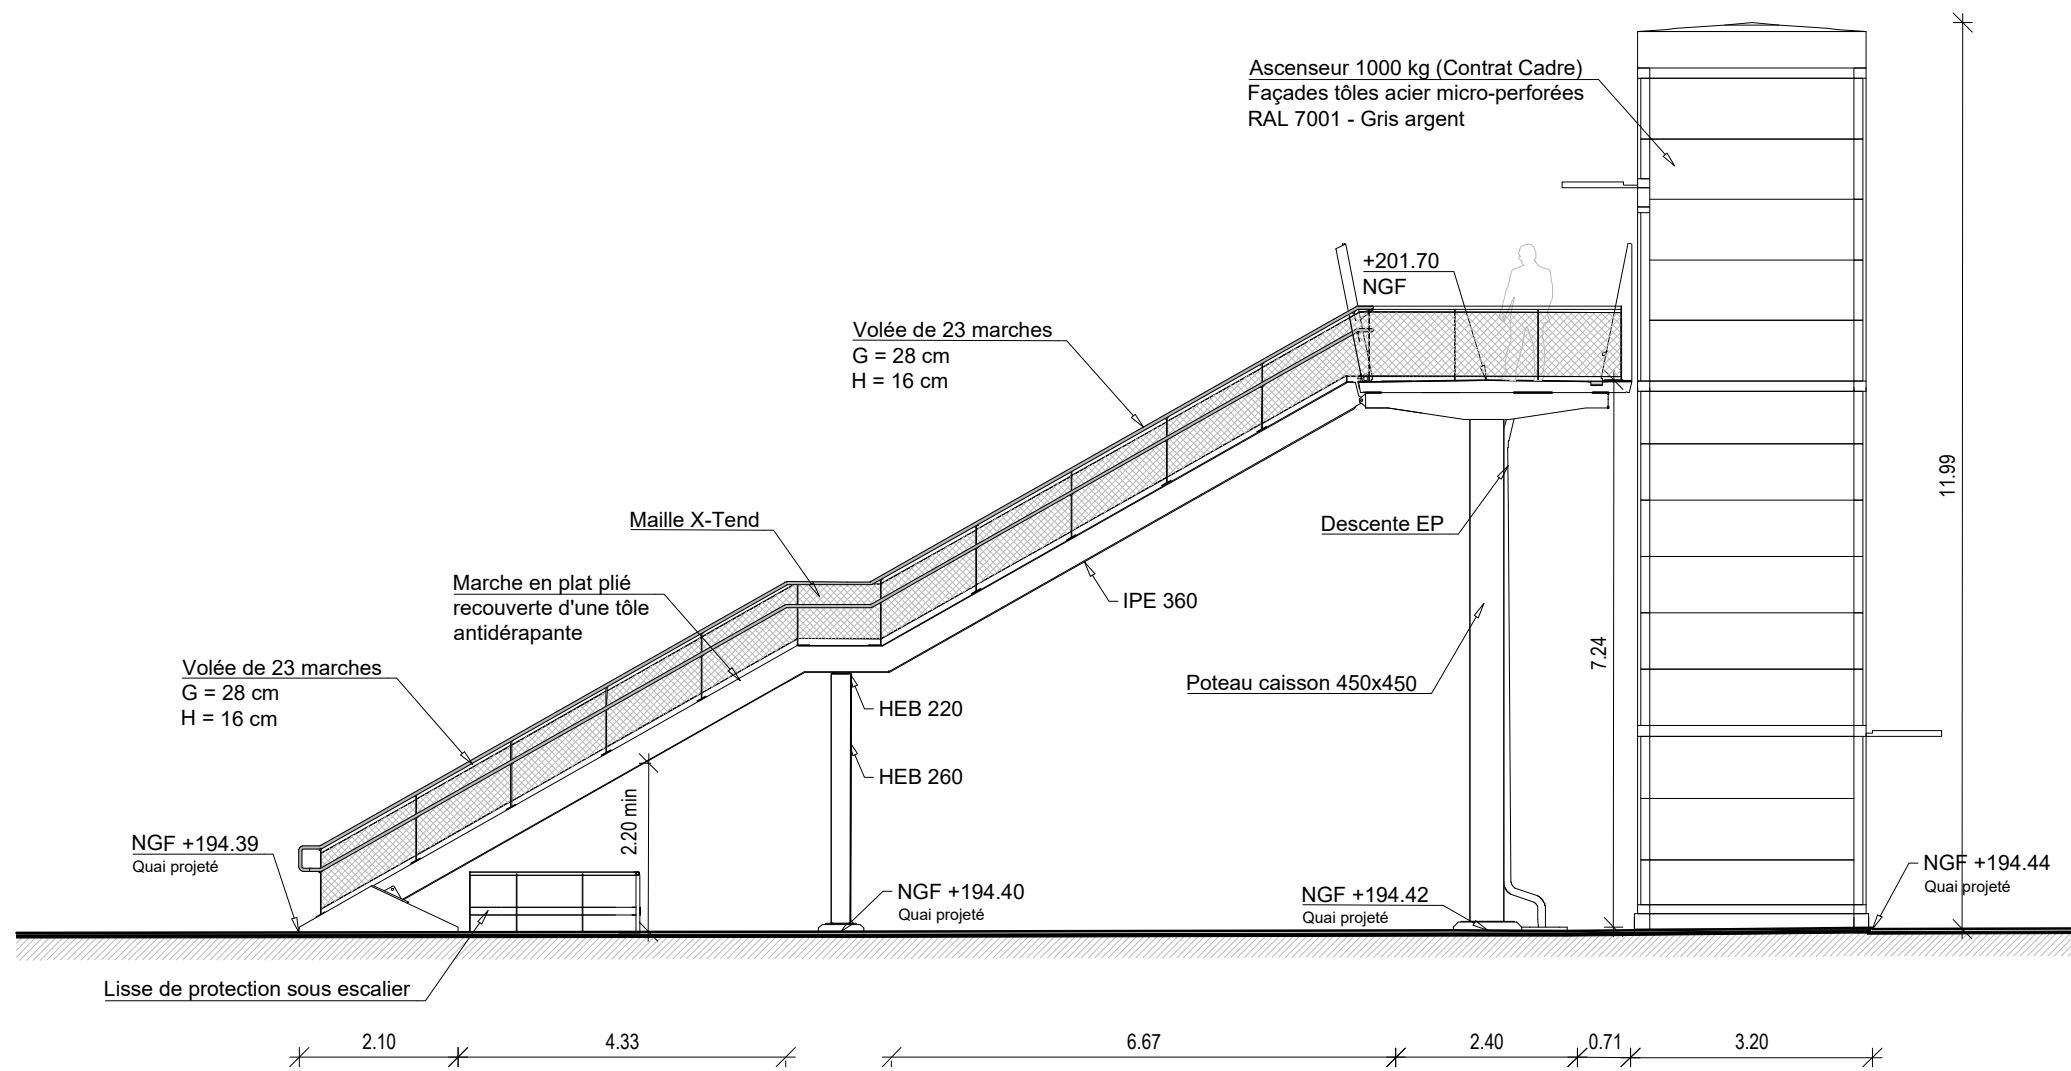 Ascenseur 1000 kg (Contrat Cadre)
Façades tôles acier micro-perforées
RAL 7001 - Gris argent
11.99
+201.70
NGF
Volée de 23 marches
G = 28 cm
H = 16 cm
Maille X-Tend
Descente EP
Marche en plat plié
recouverte d'une tôle
antidérapante
IPE 360
7.24
Volée de 23 marches
G = 28 cm
H = 16 cm
Poteau caisson 450x450
HEB 220
HEB 260
2.20 min
NGF +194.39
Quai projeté
NGF +194.40
Quai projeté
NGF +194.42
Quai projeté
NGF +194.44
Quai projeté
Lisse de protection sous escalier
2.10
4.33
6.67
2.40
0.71
3.20